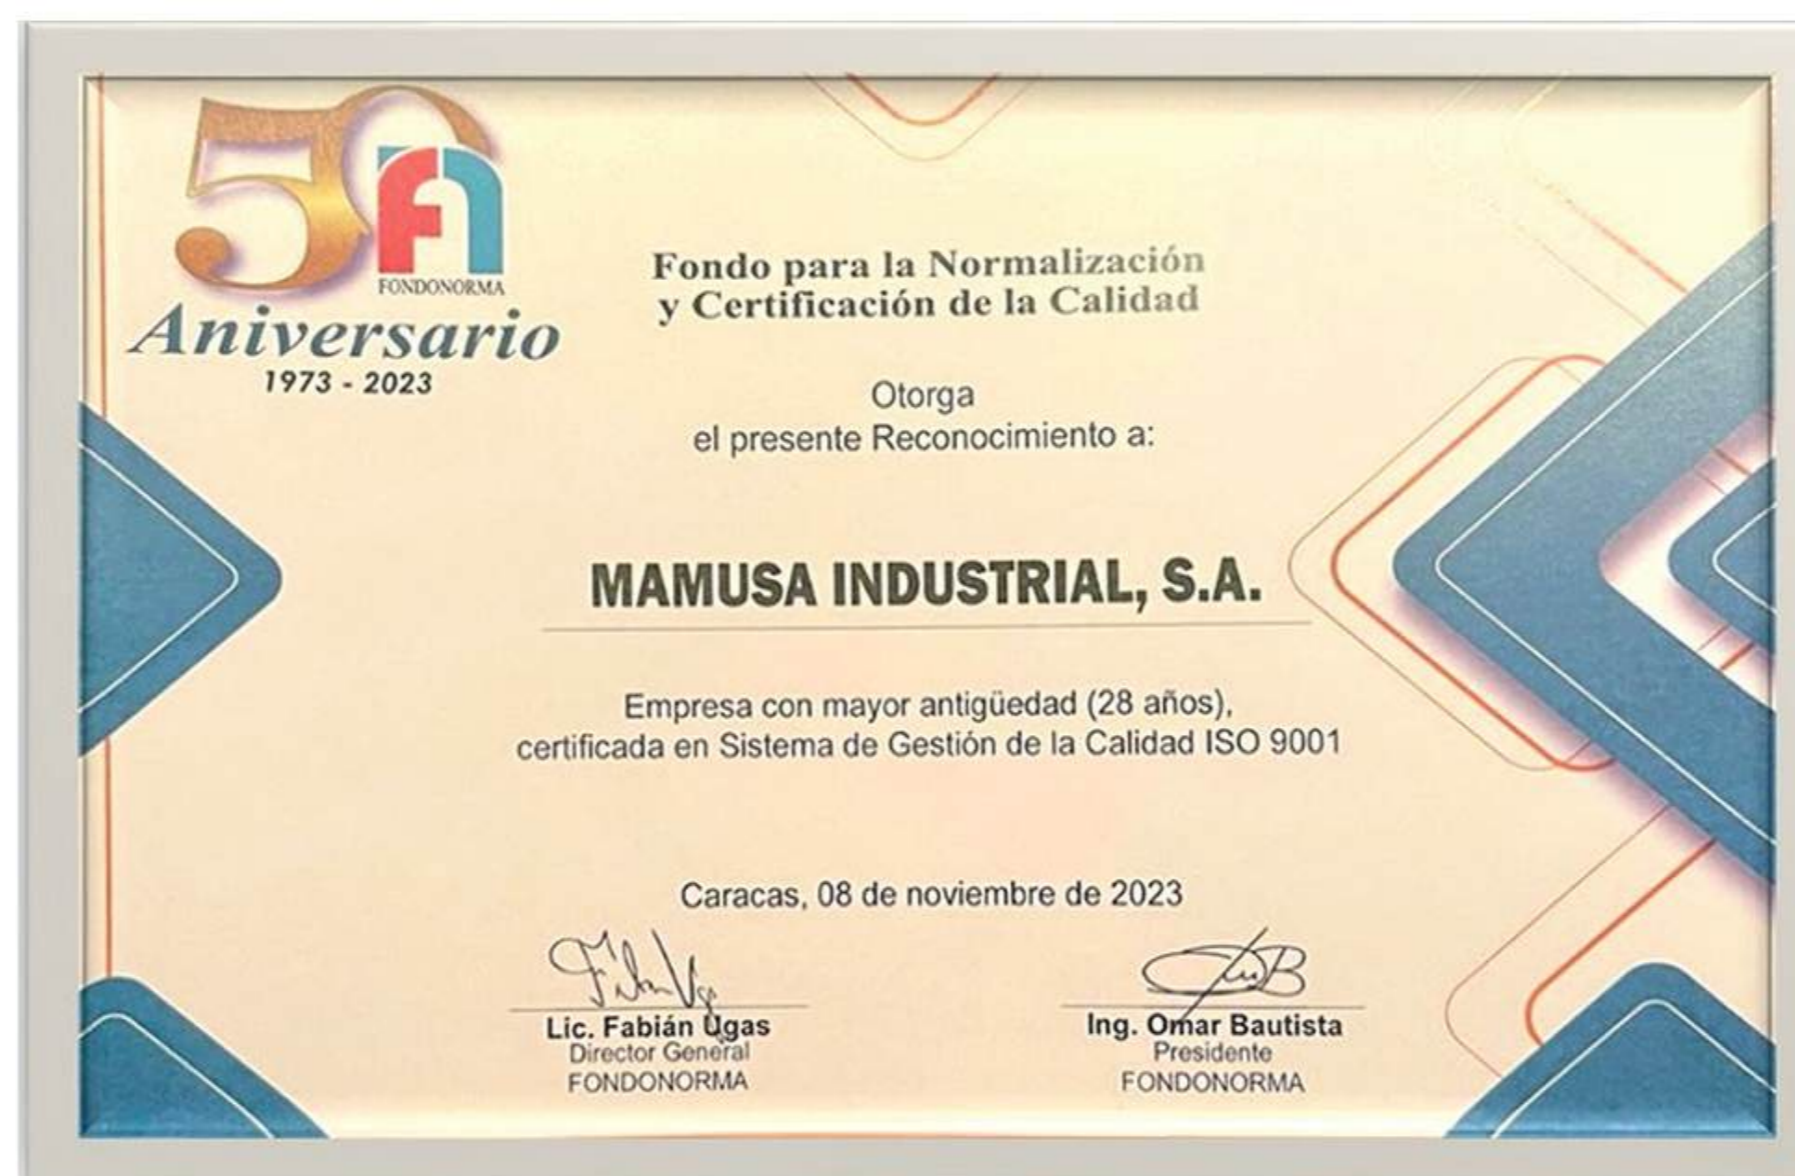 50
FONDONORMA
Aniversario
1973 - 2023
Fondo para la Normalización
y Certificación de la Calidad
Otorga
el presente Reconocimiento a:
MAMUSA INDUSTRIAL, S.A.
Empresa con mayor antigüedad (28 años),
certificada en Sistema de Gestión de la Calidad ISO 9001
Caracas, 08 de noviembre de 2023
Lic. Fabián Ugas
Director General
FONDONORMA
Ing. Omar Bautista
Presidente
FONDONORMA